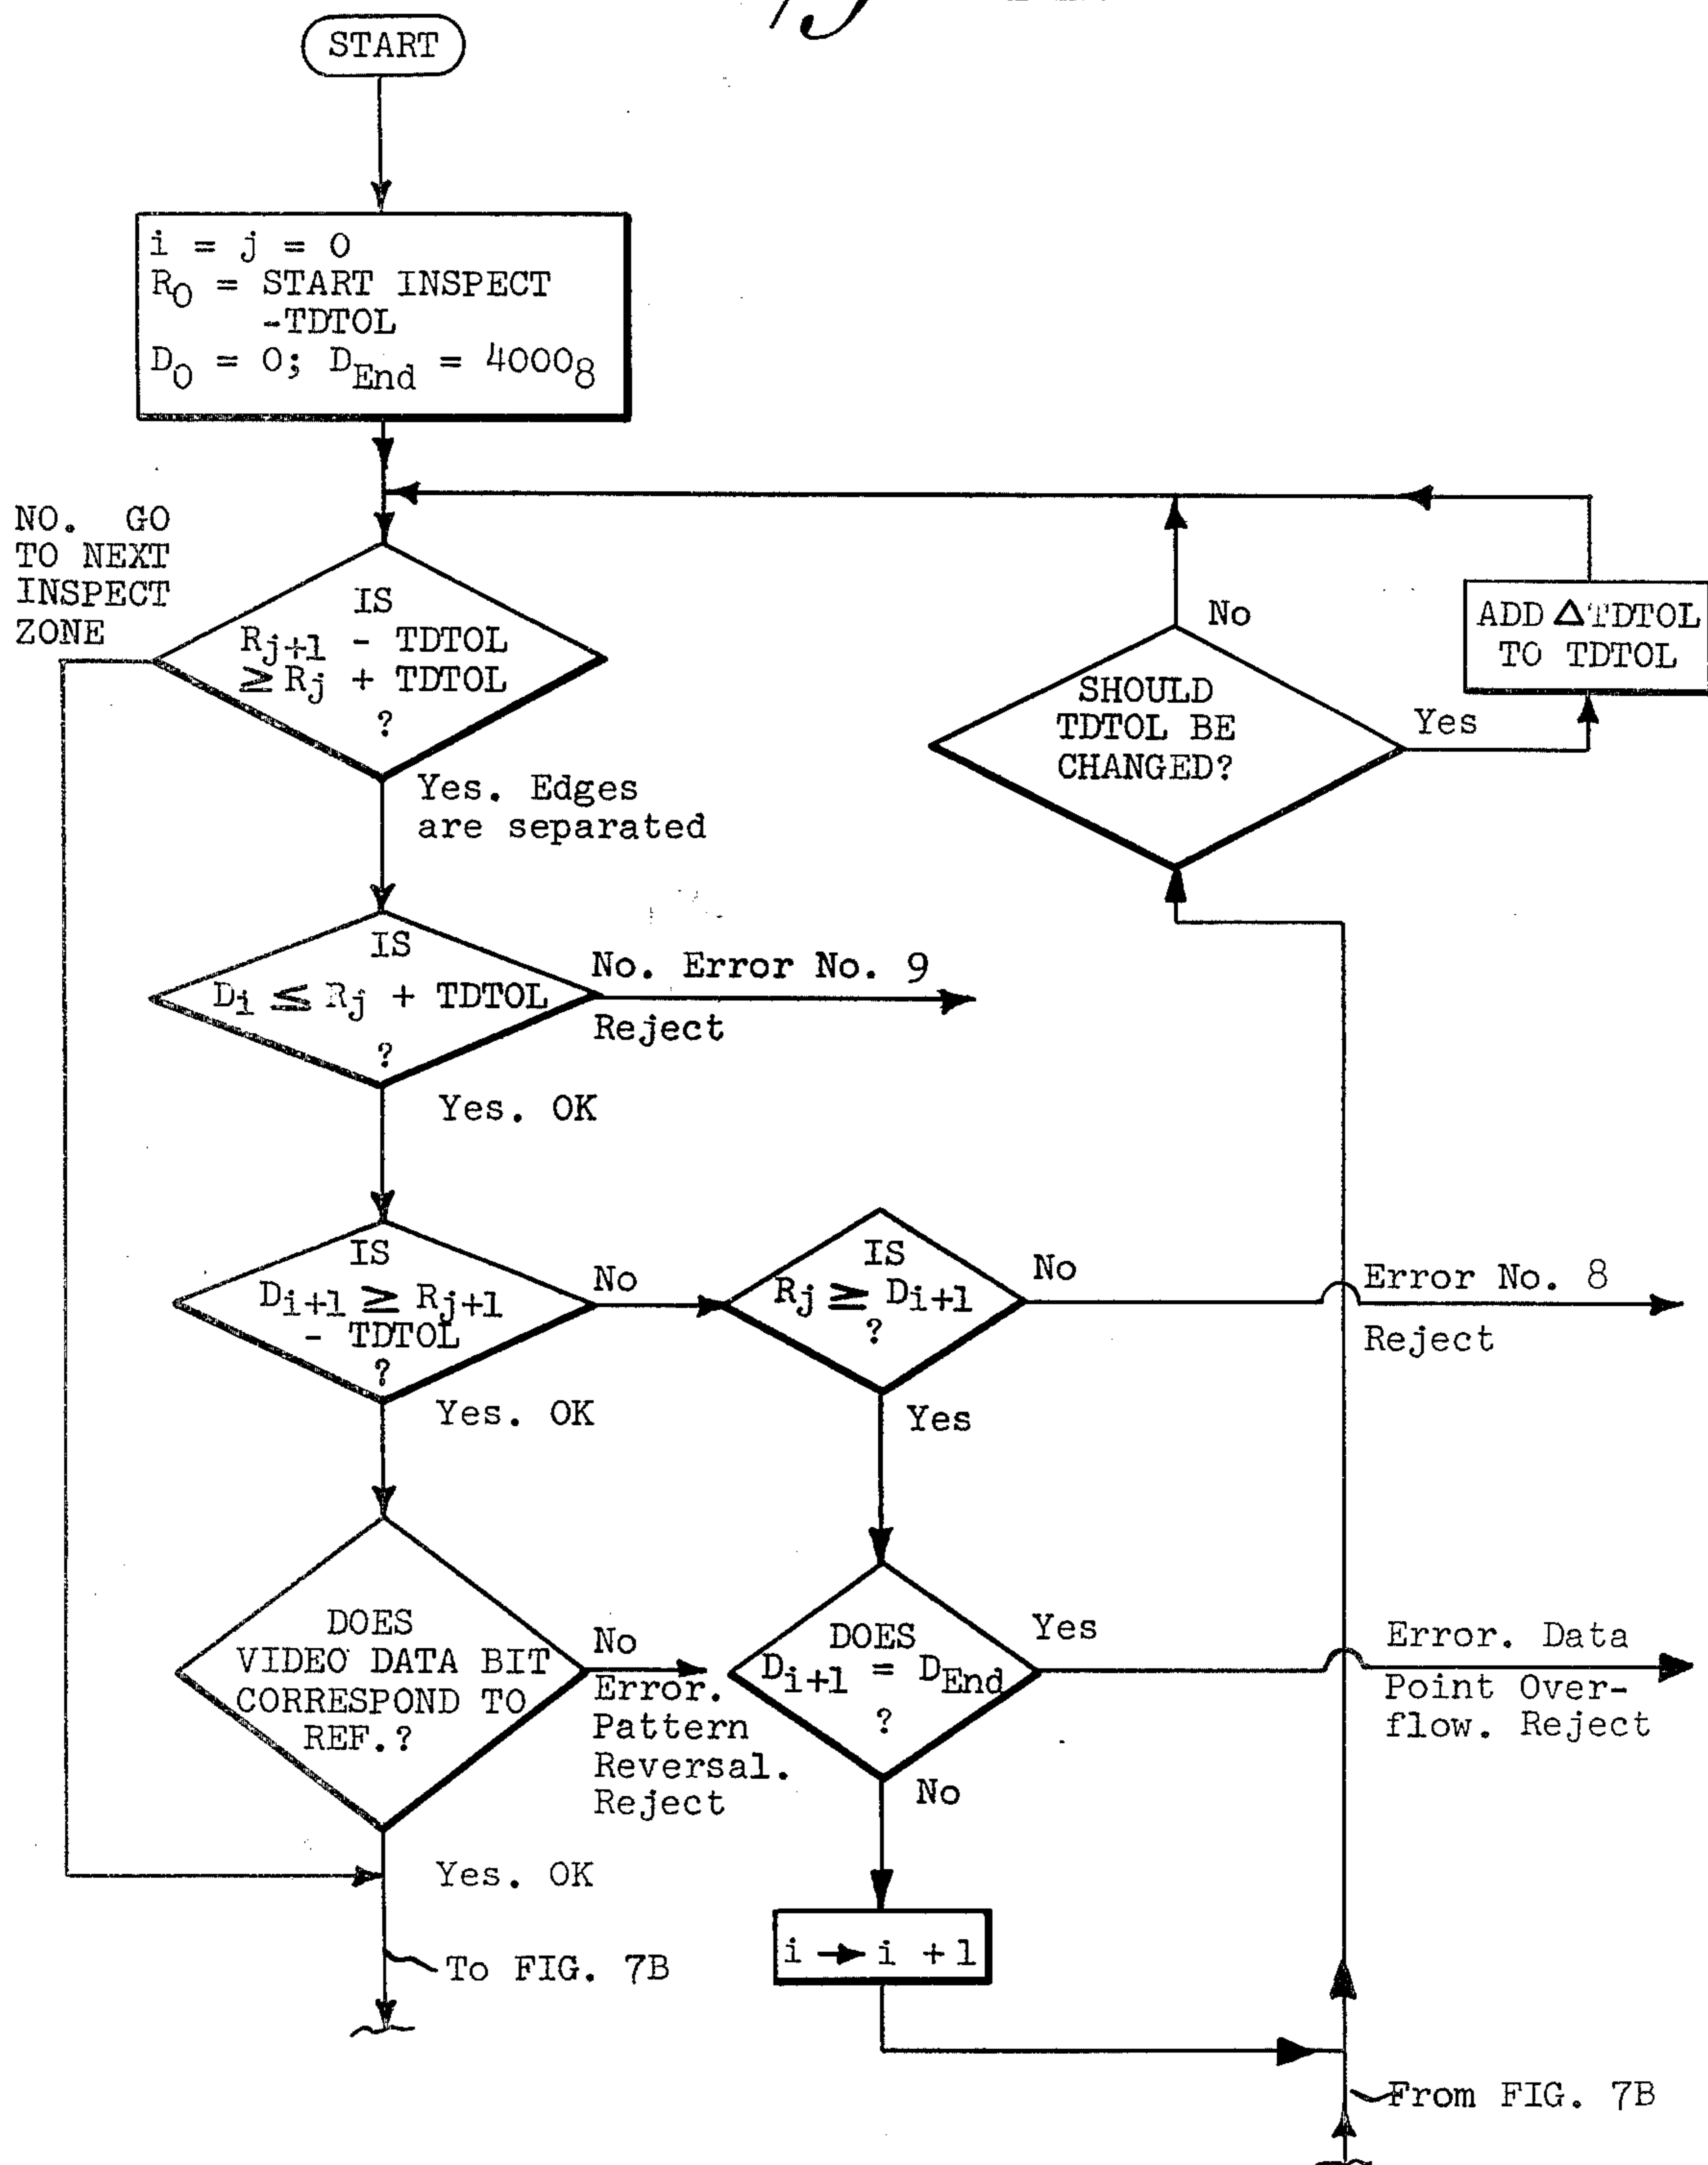 START
i = j = 0
R0 = START INSPECT
-TDTOL
D0 = 0; DEnd = 40008
NO. GO
TO NEXT
INSPECT
ZONE
IS
Rj+1 - TDTOL
≥ Rj + TDTOL
?
Yes. Edges
are separated
SHOULD
TDTOL BE
CHANGED?
No
Yes
ADD ΔTDTOL
TO TDTOL
IS
Di ≤ Rj + TDTOL
?
No. Error No. 9
Reject
Yes. OK
IS
Di+1 ≥ Rj+1
- TDTOL
?
No
Yes. OK
IS
Rj ≥ Di+1
?
No
Error No. 8
Reject
Yes
DOES
VIDEO DATA BIT
CORRESPOND TO
REF.?
No
Error.
Pattern
Reversal.
Reject
Yes. OK
DOES
Di+1 = DEnd
?
Yes
Error. Data
Point Over-
flow. Reject
No
i → i + 1
To FIG. 7B
From FIG. 7B